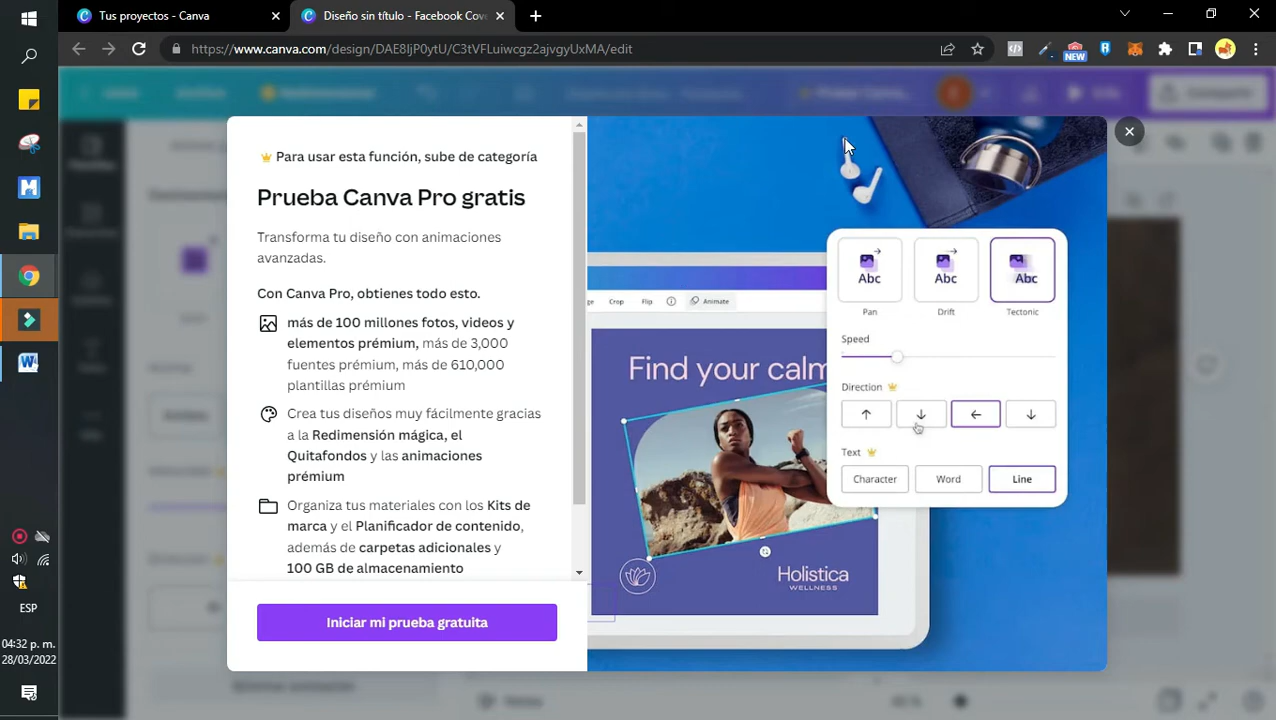 Tus proyectos - Canva
Diseño sin título - Facebook Cove
https://www.canva.com/design/DAE8IjP0ytU/C3tVFLuiwcgz2ajvgyUxMA/edit
NEW
Para usar esta función, sube de categoría
Prueba Canva Pro gratis
Transforma tu diseño con animaciones
avanzadas.
Con Canva Pro, obtienes todo esto.
más de 100 millones fotos, videos y
elementos prémium, más de 3,000
fuentes prémium, más de 610,000
plantillas prémium
Crea tus diseños muy fácilmente gracias
a la Redimensión mágica, el
Quitafondos y las animaciones
prémium
Organiza tus materiales con los Kits de
marca y el Planificador de contenido,
además de carpetas adicionales y
100 GB de almacenamiento
Iniciar mi prueba gratuita
Crop Flip Animate
Find your calm
Holistica
WELLNESS
Abc Abc Abc
Pan Drift Tectonic
Speed
Direction
Text
Character Word Line
ESP
04:32 p. m.
28/03/2022